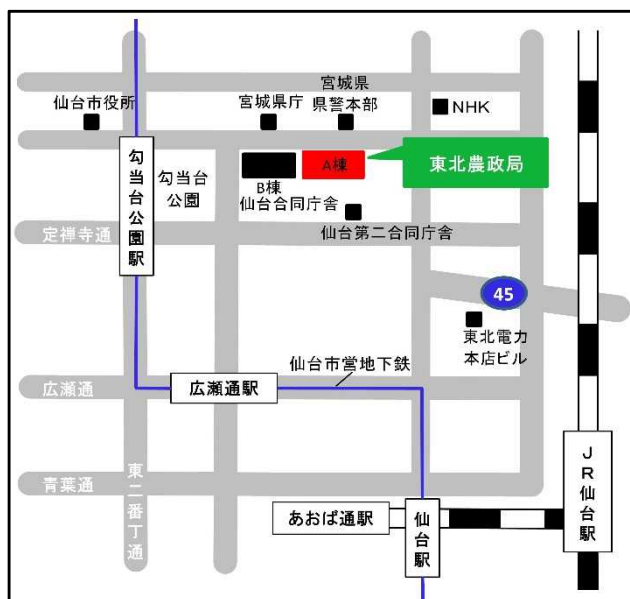 宮城県
県警本部
仙台市役所
宮城県庁
NHK
勾当台公園駅
勾当台
公園
A棟
東北農政局
B棟
仙台合同庁舎
仙台第二合同庁舎
定禅寺通
45
東北電力
本店ビル
仙台市営地下鉄
広瀬通
広瀬通駅
青葉通
東二番丁通
あおば通駅
仙台駅
JR仙台駅